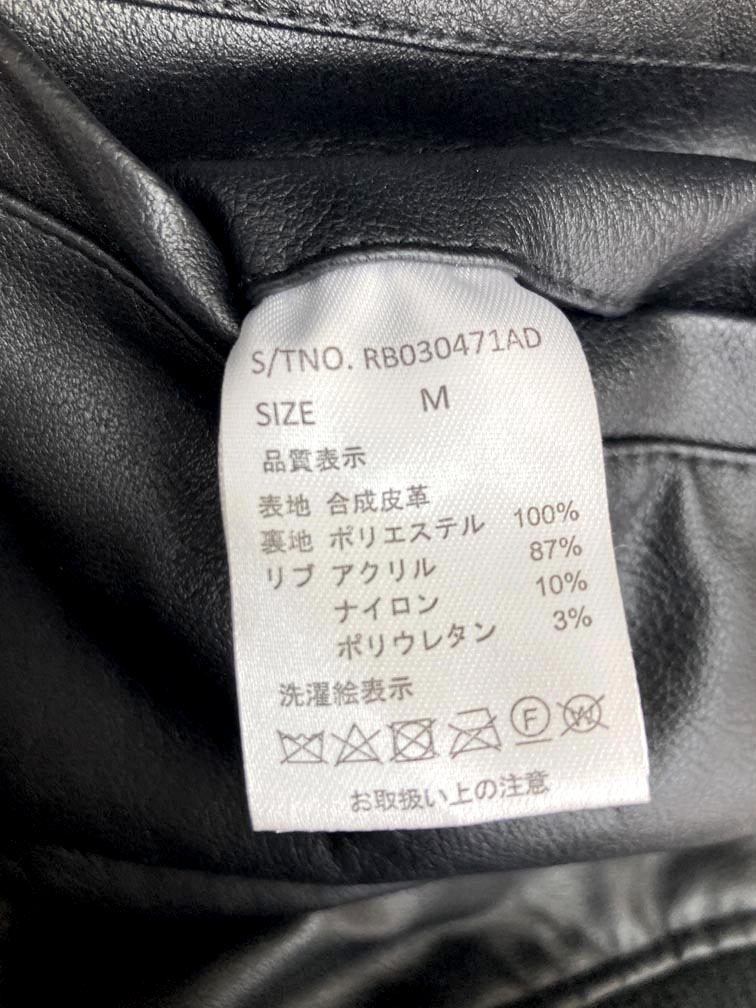 S/TNO. RB030471AD
SIZE M
品質表示
表地 合成皮革
裏地 ポリエステル 100%
リブ アクリル 87%
ナイロン 10%
ポリウレタン 3%
洗濯絵表示
F W
お取扱い上の注意